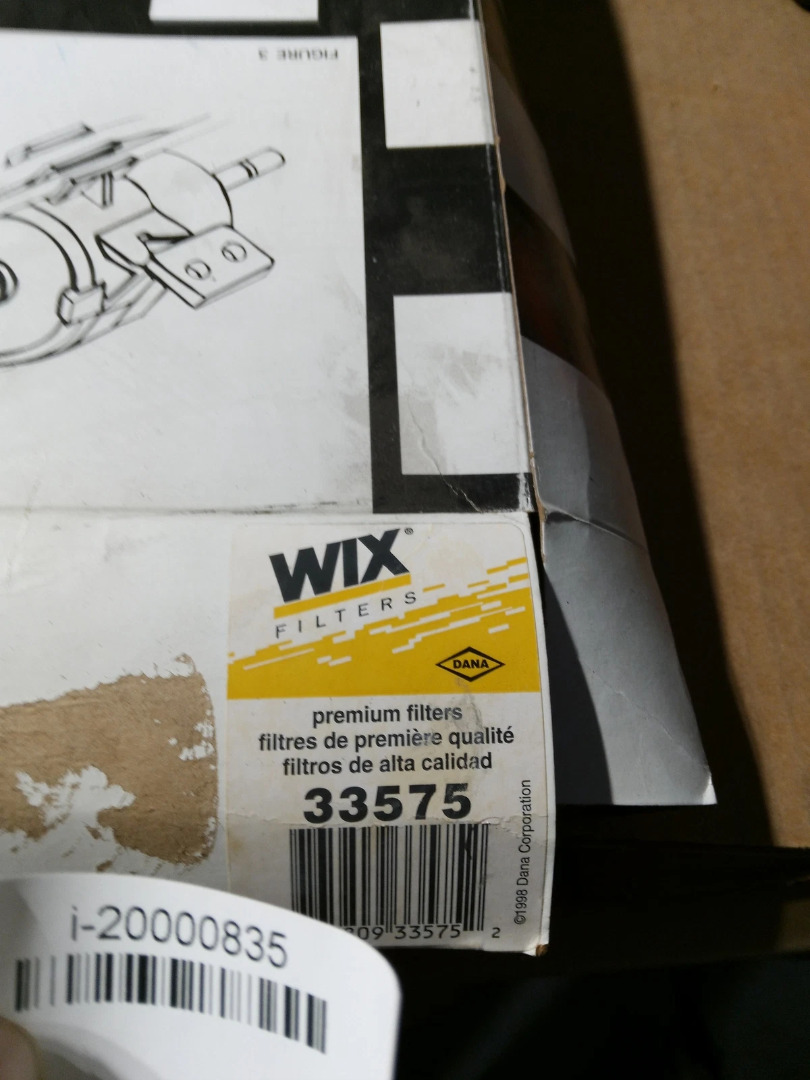 FIGURE 3
WIX®
FILTERS
DANA
premium filters
filtres de première qualité
filtros de alta calidad
33575
©1998 Dana Corporation
09 33575 2
i-20000835